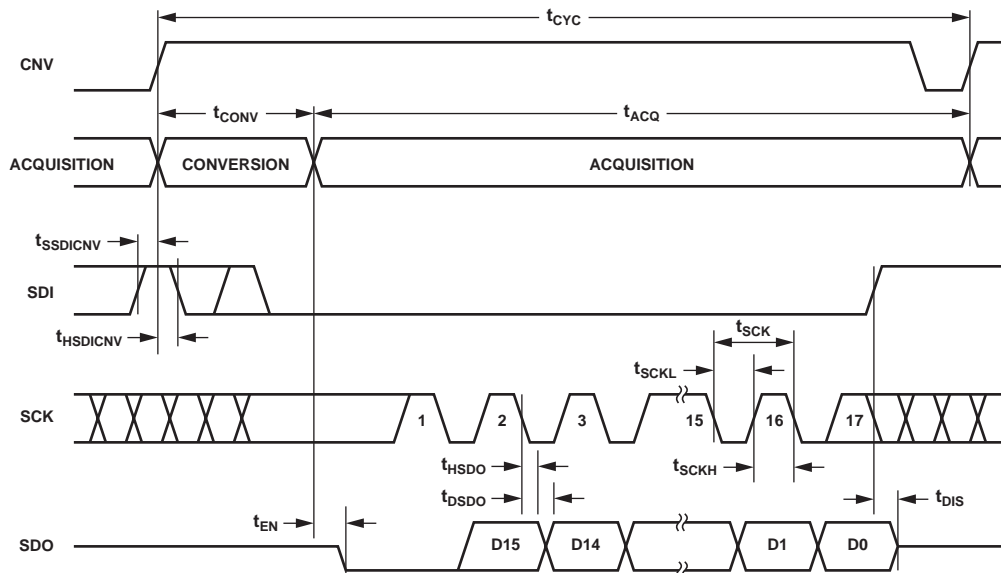 tCYC
CNV
tCONV
tACQ
ACQUISITION
CONVERSION
ACQUISITION
tSSDICNV
SDI
tHSDICNV
tSCK
tSCKL
SCK
1
2
3
15
16
17
tHSDO
tSCKH
tDSDO
tEN
tDIS
SDO
D15
D14
D1
D0